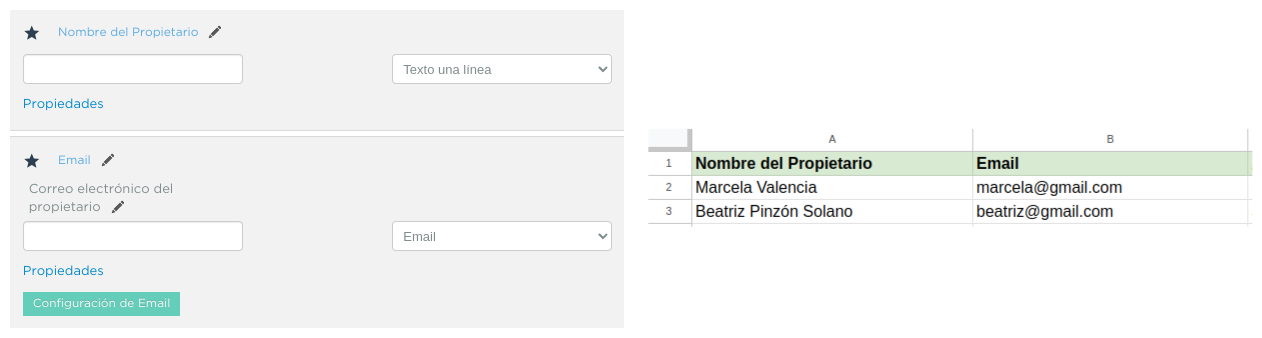 Nombre del Propietario
Texto una línea
Propiedades
Email
Correo electrónico del
propietario
Email
Propiedades
Configuración de Email
A B
1 Nombre del Propietario Email
2 Marcela Valencia marcela@gmail.com
3 Beatriz Pinzón Solano beatriz@gmail.com